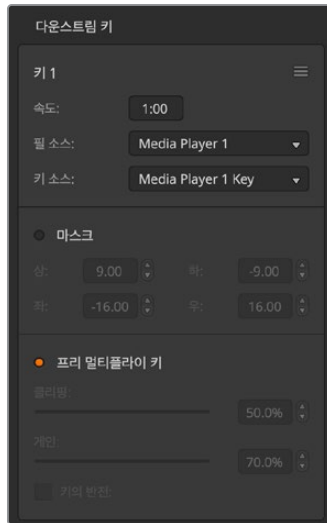 다운스트림 키
키 1
속도: 1:00
필 소스: Media Player 1
키 소스: Media Player 1 Key
마스크
상: 9.00 하: -9.00
좌: -16.00 우: 16.00
프리 멀티플라이 키
클리핑:
50.0%
게인:
70.0%
키의 반전: